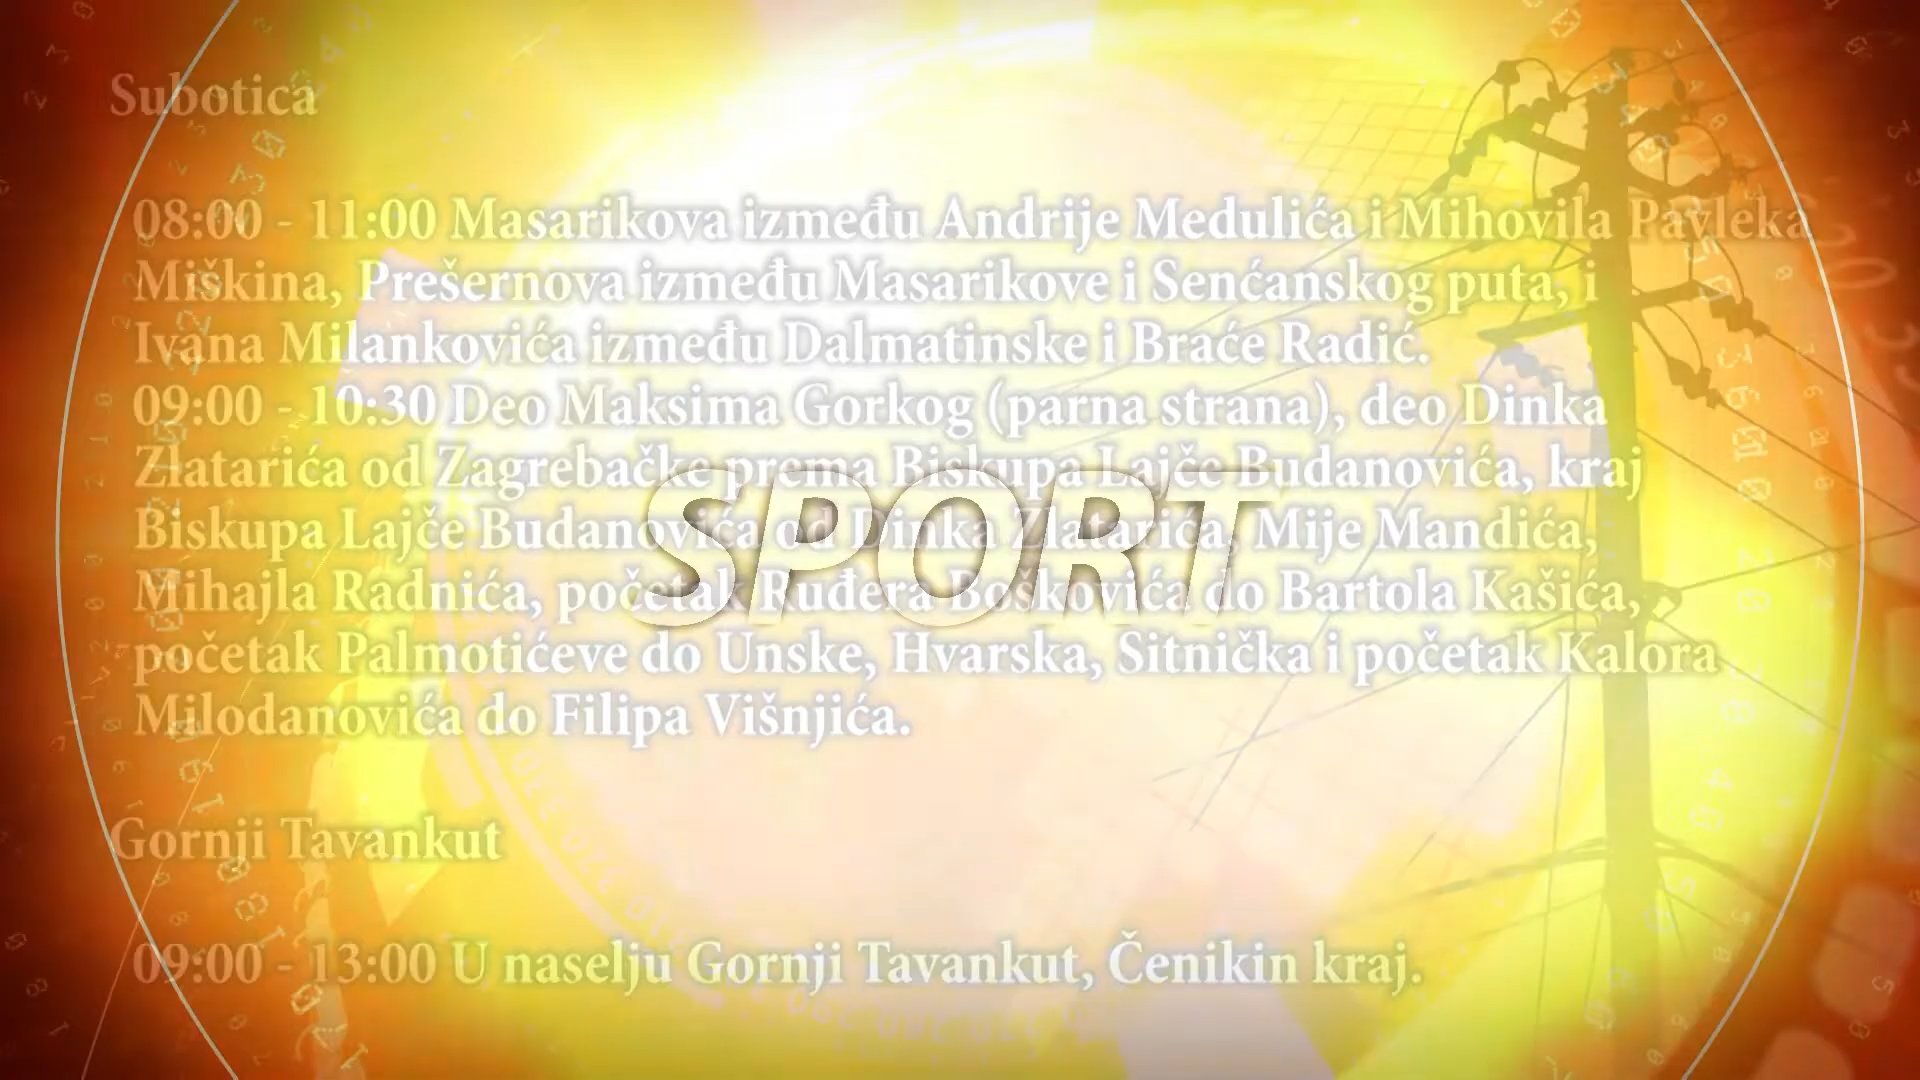 Subotica
08:00 - 11:00 Masarikova između Andrije Medulića i Mihovila Pavleka
Miškina, Prešernova između Masarikove i Senćanskog puta, i
Ivana Milankovića između Dalmatinske i Braće Radić.
09:00 - 10:30 Deo Maksima Gorkog (parna strana), deo Dinka
Zlatarića od Zagrebačke prema Biskupa Lajče Budanovića, kraj
SPORT
Biskupa Lajče Budanovića od Dinka Zlatarića, Mije Mandića,
Mihajla Radnića, početak Ruđera Boškovića do Bartola Kašića,
početak Palmotićeve do Unske, Hvarska, Sitnička i početak Kalora
Milodanovića do Filipa Višnjića.
Gornji Tavankut
09:00 - 13:00 U naselju Gornji Tavankut, Čenikin kraj.